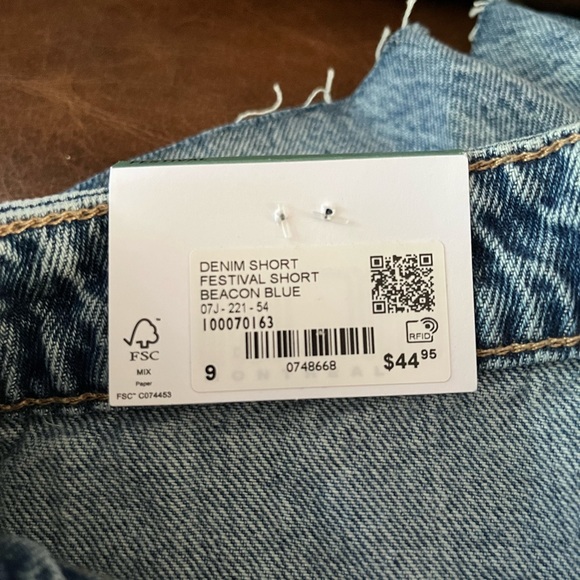 DENIM SHORT
FESTIVAL SHORT
BEACON BLUE
07J - 221 - 54
100070163
RFID
9
0748668
$44.95
FSC
MIX
Paper
FSC™ C074453